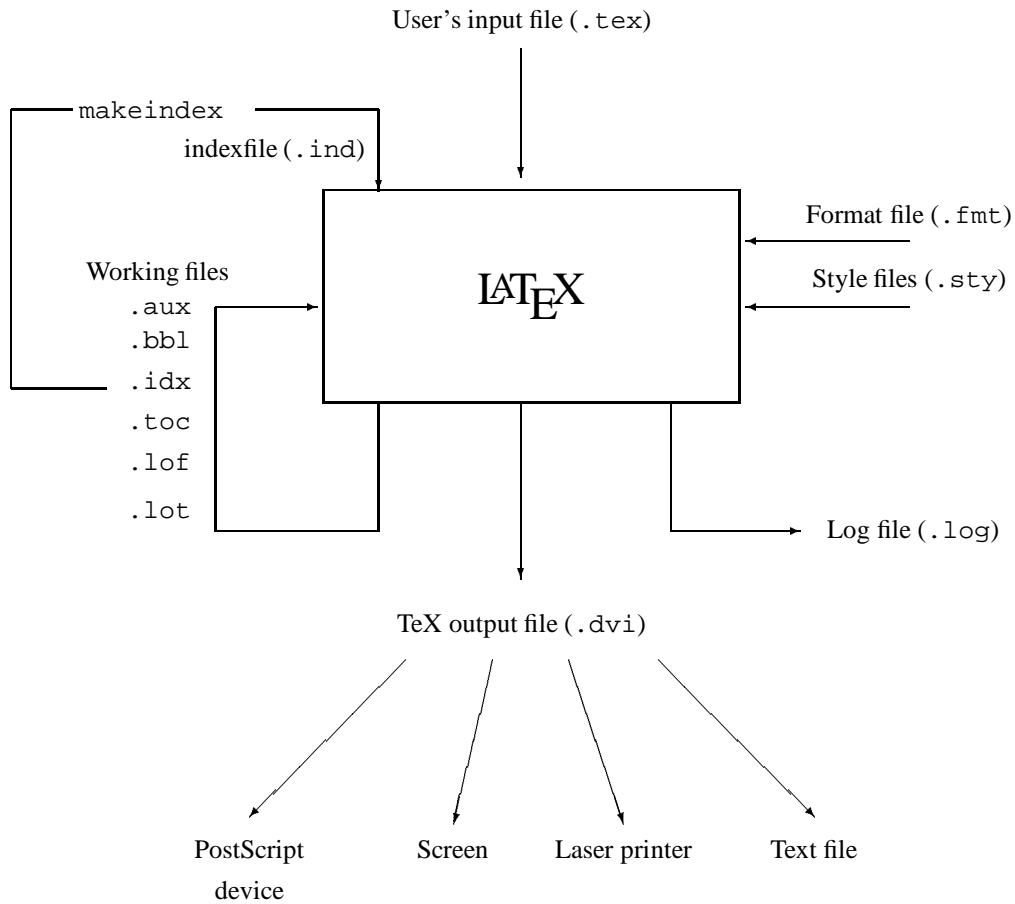 User’s input file (.tex)
makeindex
indexfile (.ind)
Format file (.fmt)
Working files
Style files (.sty)
LATEX
.aux
.bbl
.idx
.toc
.lof
.lot
Log file (.log)
TeX output file (.dvi)
PostScript
device
Screen
Laser printer
Text file